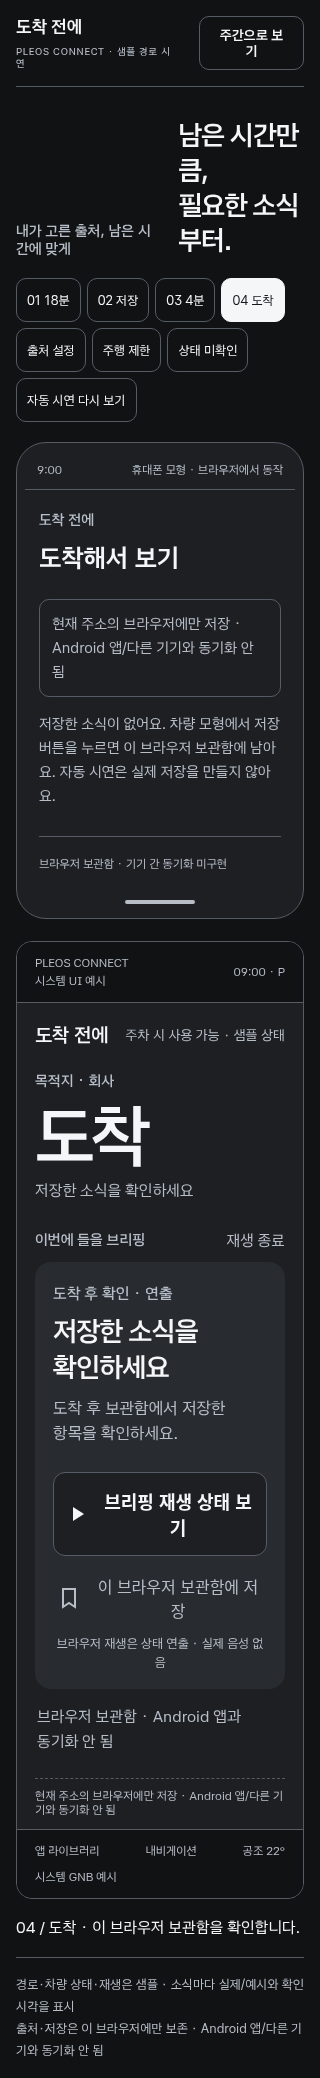 도착 전에
PLEOS CONNECT · 샘플 경로 시
연
주간으로 보
기
내가 고른 출처, 남은 시
간에 맞게
남은 시간만
큼,
필요한 소식
부터.
01 18분
02 저장
03 4분
04 도착
출처 설정
주행 제한
상태 미확인
자동 시연 다시 보기
9:00
휴대폰 모형 · 브라우저에서 동작
도착 전에
도착해서 보기
현재 주소의 브라우저에만 저장 ·
Android 앱/다른 기기와 동기화 안
됨
저장한 소식이 없어요. 차량 모형에서 저장
버튼을 누르면 이 브라우저 보관함에 남아
요. 자동 시연은 실제 저장을 만들지 않아
요.
브라우저 보관함 · 기기 간 동기화 미구현
PLEOS CONNECT
시스템 UI 예시
09:00 · P
도착 전에
주차 시 사용 가능 · 샘플 상태
목적지 · 회사
도착
저장한 소식을 확인하세요
이번에 들을 브리핑
재생 종료
도착 후 확인 · 연출
저장한 소식을
확인하세요
도착 후 보관함에서 저장한
항목을 확인하세요.
브리핑 재생 상태 보
기
이 브라우저 보관함에 저
장
브라우저 재생은 상태 연출 · 실제 음성 없
음
브라우저 보관함 · Android 앱과
동기화 안 됨
현재 주소의 브라우저에만 저장 · Android 앱/다른 기
기와 동기화 안 됨
앱 라이브러리
내비게이션
공조 22°
시스템 GNB 예시
04 / 도착 · 이 브라우저 보관함을 확인합니다.
경로·차량 상태·재생은 샘플 · 소식마다 실제/예시와 확인
시각을 표시
출처·저장은 이 브라우저에만 보존 · Android 앱/다른 기
기와 동기화 안 됨